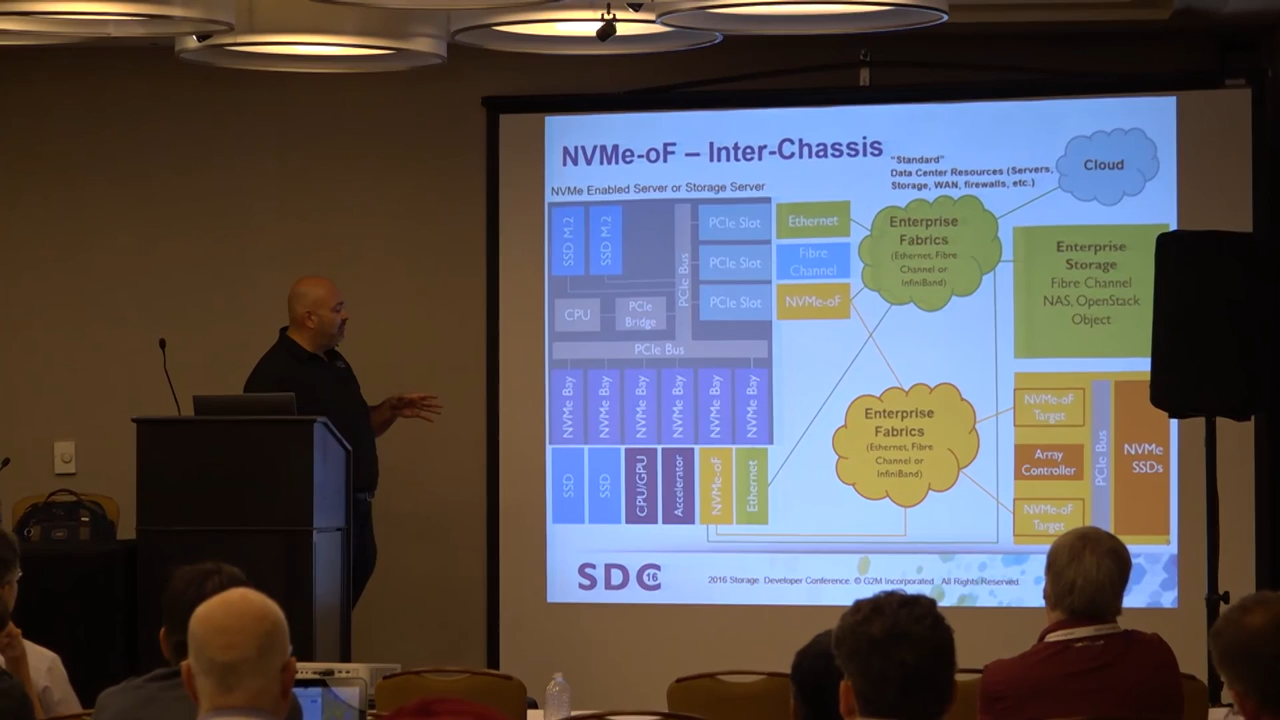 NVMe-oF – Inter-Chassis
"Standard"
Data Center Resources (Servers,
Storage, WAN, firewalls, etc.)
Cloud
NVMe Enabled Server or Storage Server
SSD M.2
SSD M.2
PCIe Bus
PCIe Slot
PCIe Slot
PCIe Slot
CPU
PCIe
Bridge
PCIe Bus
NVMe Bay
NVMe Bay
NVMe Bay
NVMe Bay
NVMe Bay
NVMe Bay
SSD
SSD
CPU/GPU
Accelerator
NVMe-oF
Ethernet
Ethernet
Fibre
Channel
NVMe-oF
Enterprise
Fabrics
(Ethernet, Fibre
Channel or
InfiniBand)
Enterprise
Fabrics
(Ethernet, Fibre
Channel or
InfiniBand)
Enterprise
Storage
Fibre Channel
NAS, OpenStack
Object
NVMe-oF
Target
Array
Controller
NVMe-oF
Target
PCIe Bus
NVMe
SSDs
SDC
16
2016 Storage Developer Conference. © G2M Incorporated. All Rights Reserved.